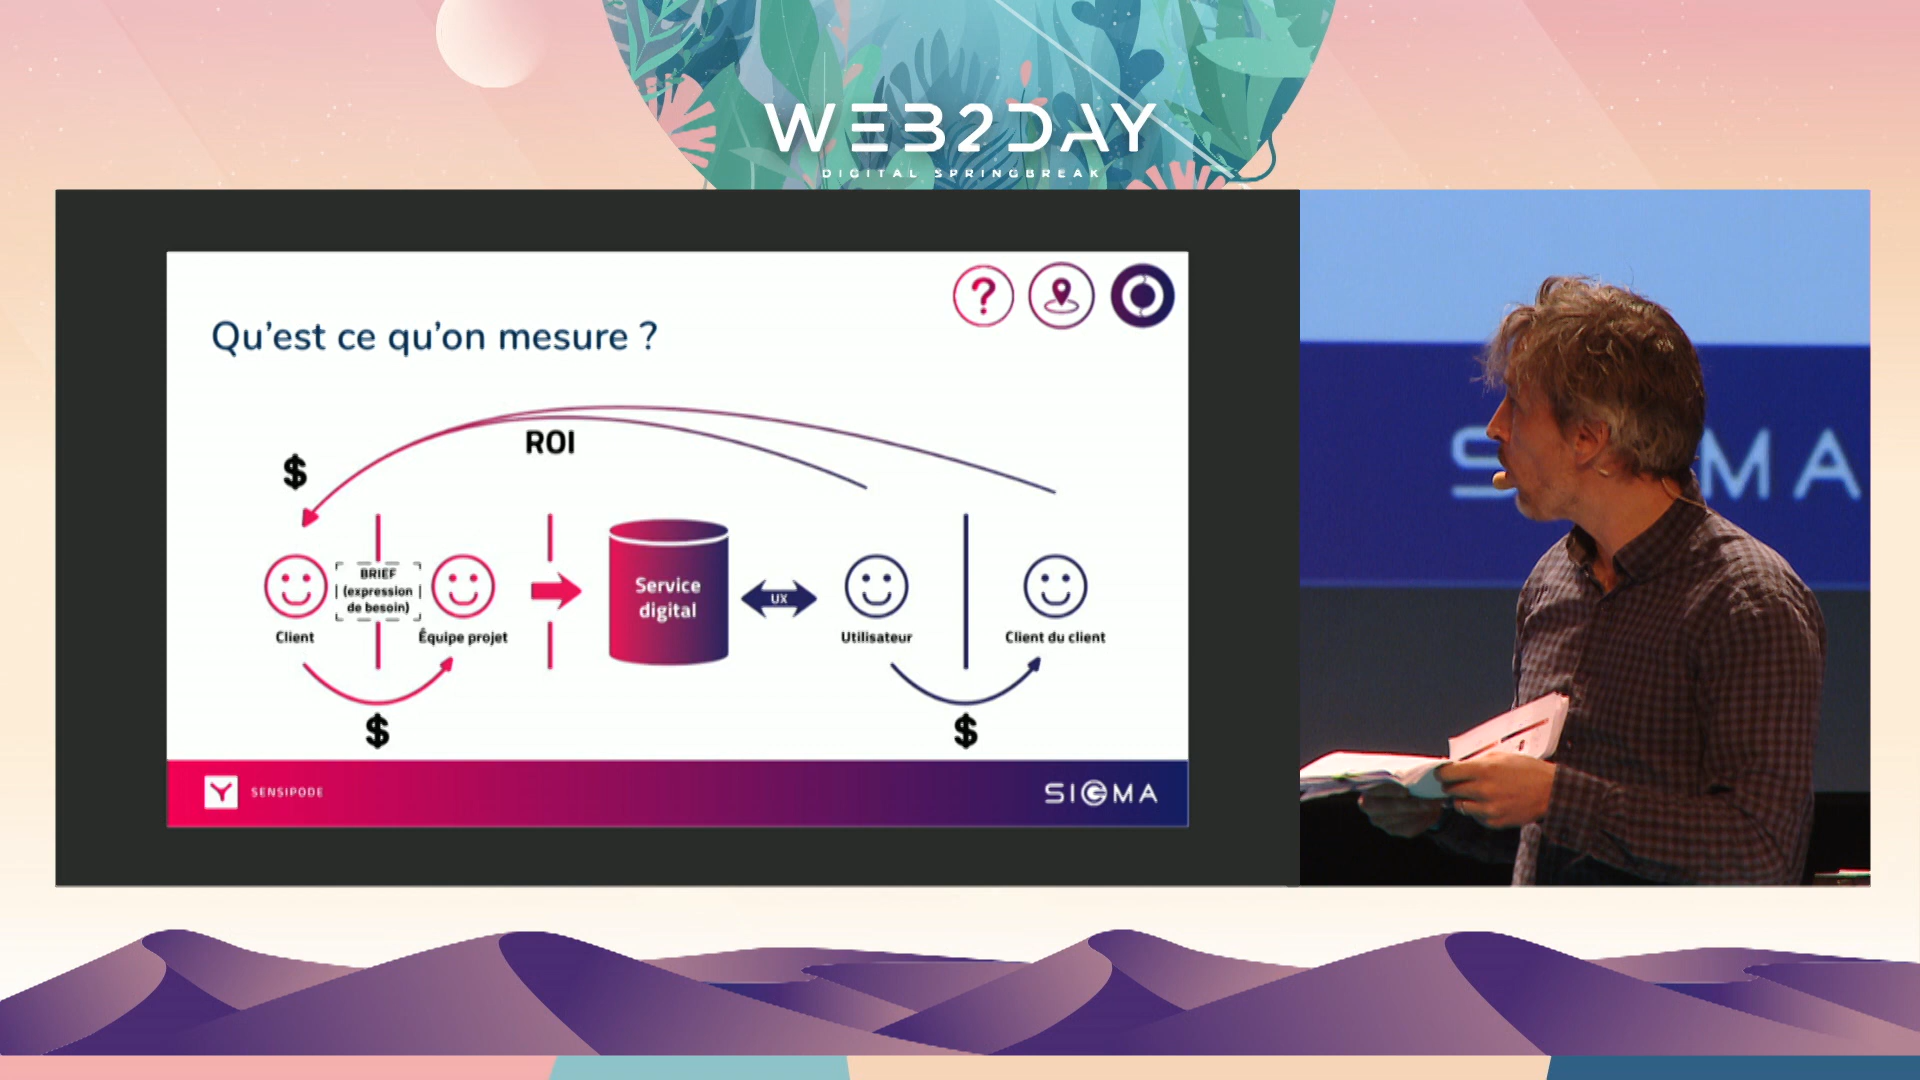 WEB2DAY
DIGITAL SPRINGBREAK
?
Qu'est ce qu'on mesure ?
ROI
$
BRIEF
(expression
de besoin)
Service
digital
UX
Client
Équipe projet
Utilisateur
Client du client
$
$
SENSIPODE
SIGMA
S MA